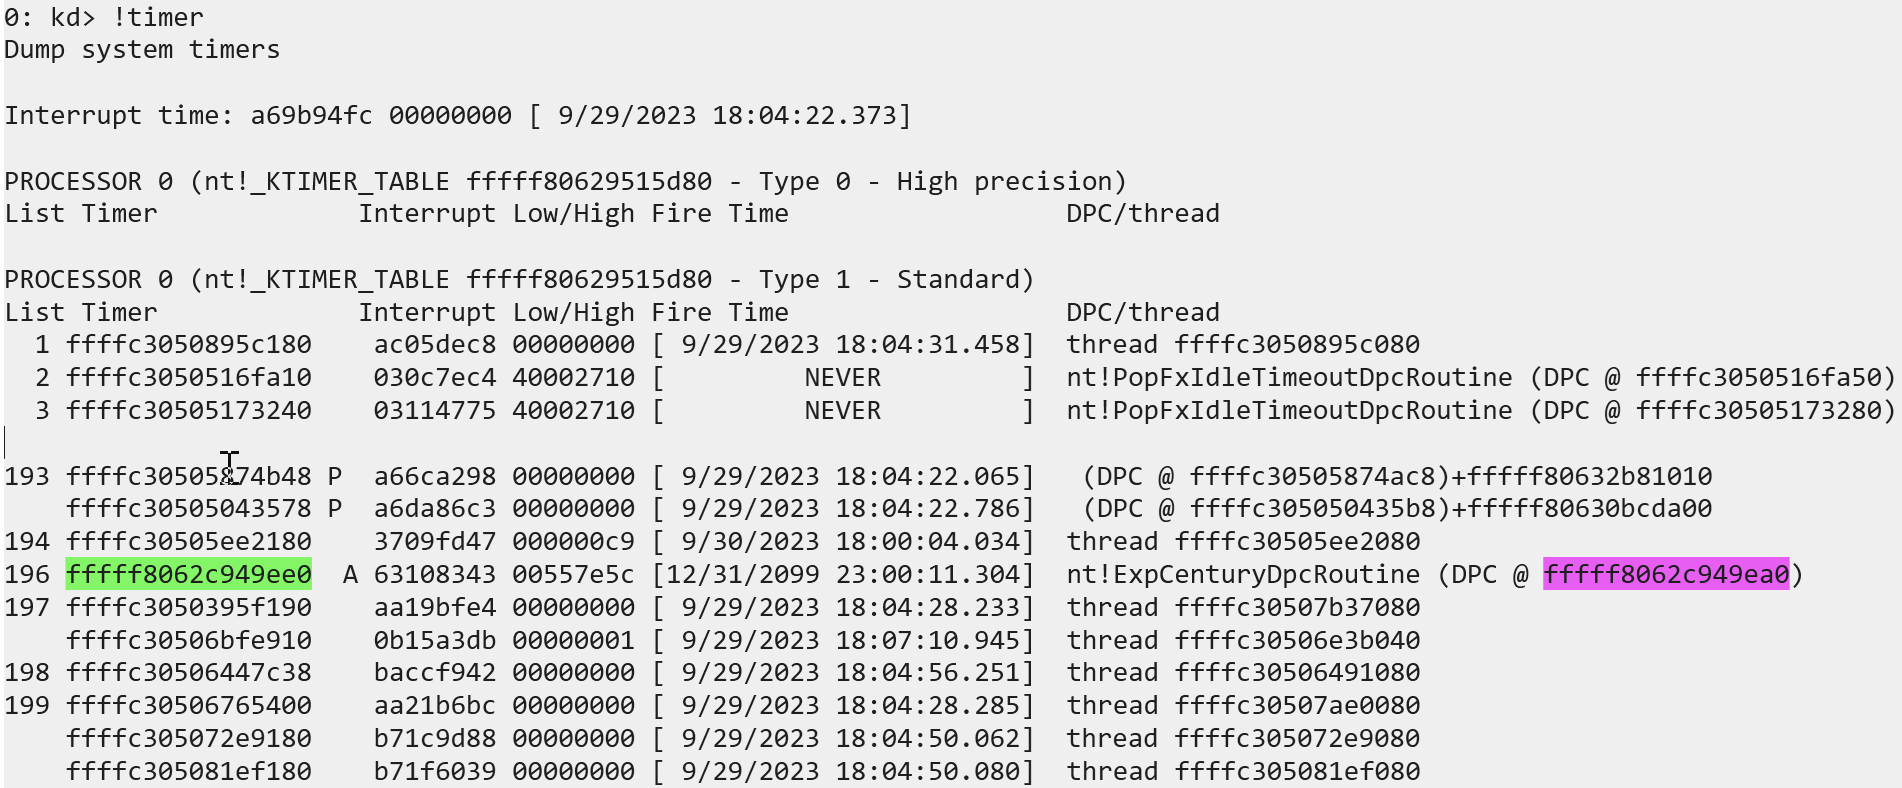 0: kd> !timer
Dump system timers
Interrupt time: a69b94fc 00000000 [ 9/29/2023 18:04:22.373]
PROCESSOR 0 (nt!_KTIMER_TABLE fffff80629515d80 - Type 0 - High precision)
List Timer             Interrupt Low/High Fire Time                  DPC/thread
PROCESSOR 0 (nt!_KTIMER_TABLE fffff80629515d80 - Type 1 - Standard)
List Timer             Interrupt Low/High Fire Time                  DPC/thread
  1 ffffc3050895c180    ac05dec8 00000000 [ 9/29/2023 18:04:31.458]  thread ffffc3050895c080
  2 ffffc3050516fa10    030c7ec4 40002710 [         NEVER         ]  nt!PopFxIdleTimeoutDpcRoutine (DPC @ ffffc3050516fa50)
  3 ffffc30505173240    03114775 40002710 [         NEVER         ]  nt!PopFxIdleTimeoutDpcRoutine (DPC @ ffffc30505173280)
193 ffffc30505874b48 P  a66ca298 00000000 [ 9/29/2023 18:04:22.065]   (DPC @ ffffc30505874ac8)+fffff80632b81010
    ffffc30505043578 P  a6da86c3 00000000 [ 9/29/2023 18:04:22.786]   (DPC @ ffffc305050435b8)+fffff80630bcda00
194 ffffc30505ee2180    3709fd47 000000c9 [ 9/30/2023 18:00:04.034]  thread ffffc30505ee2080
196 fffff8062c949ee0  A 63108343 00557e5c [12/31/2099 23:00:11.304]  nt!ExpCenturyDpcRoutine (DPC @ fffff8062c949ea0)
197 ffffc3050395f190    aa19bfe4 00000000 [ 9/29/2023 18:04:28.233]  thread ffffc30507b37080
    ffffc30506bfe910    0b15a3db 00000001 [ 9/29/2023 18:07:10.945]  thread ffffc30506e3b040
198 ffffc30506447c38    baccf942 00000000 [ 9/29/2023 18:04:56.251]  thread ffffc30506491080
199 ffffc30506765400    aa21b6bc 00000000 [ 9/29/2023 18:04:28.285]  thread ffffc30507ae0080
    ffffc305072e9180    b71c9d88 00000000 [ 9/29/2023 18:04:50.062]  thread ffffc305072e9080
    ffffc305081ef180    b71f6039 00000000 [ 9/29/2023 18:04:50.080]  thread ffffc305081ef080